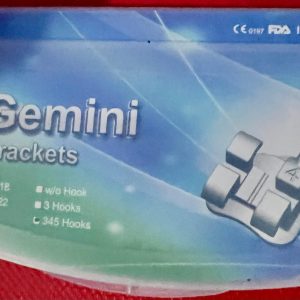 CE 0197 FDA
Gemini
rackets
18 w/o Hook
22 3 Hooks
345 Hooks